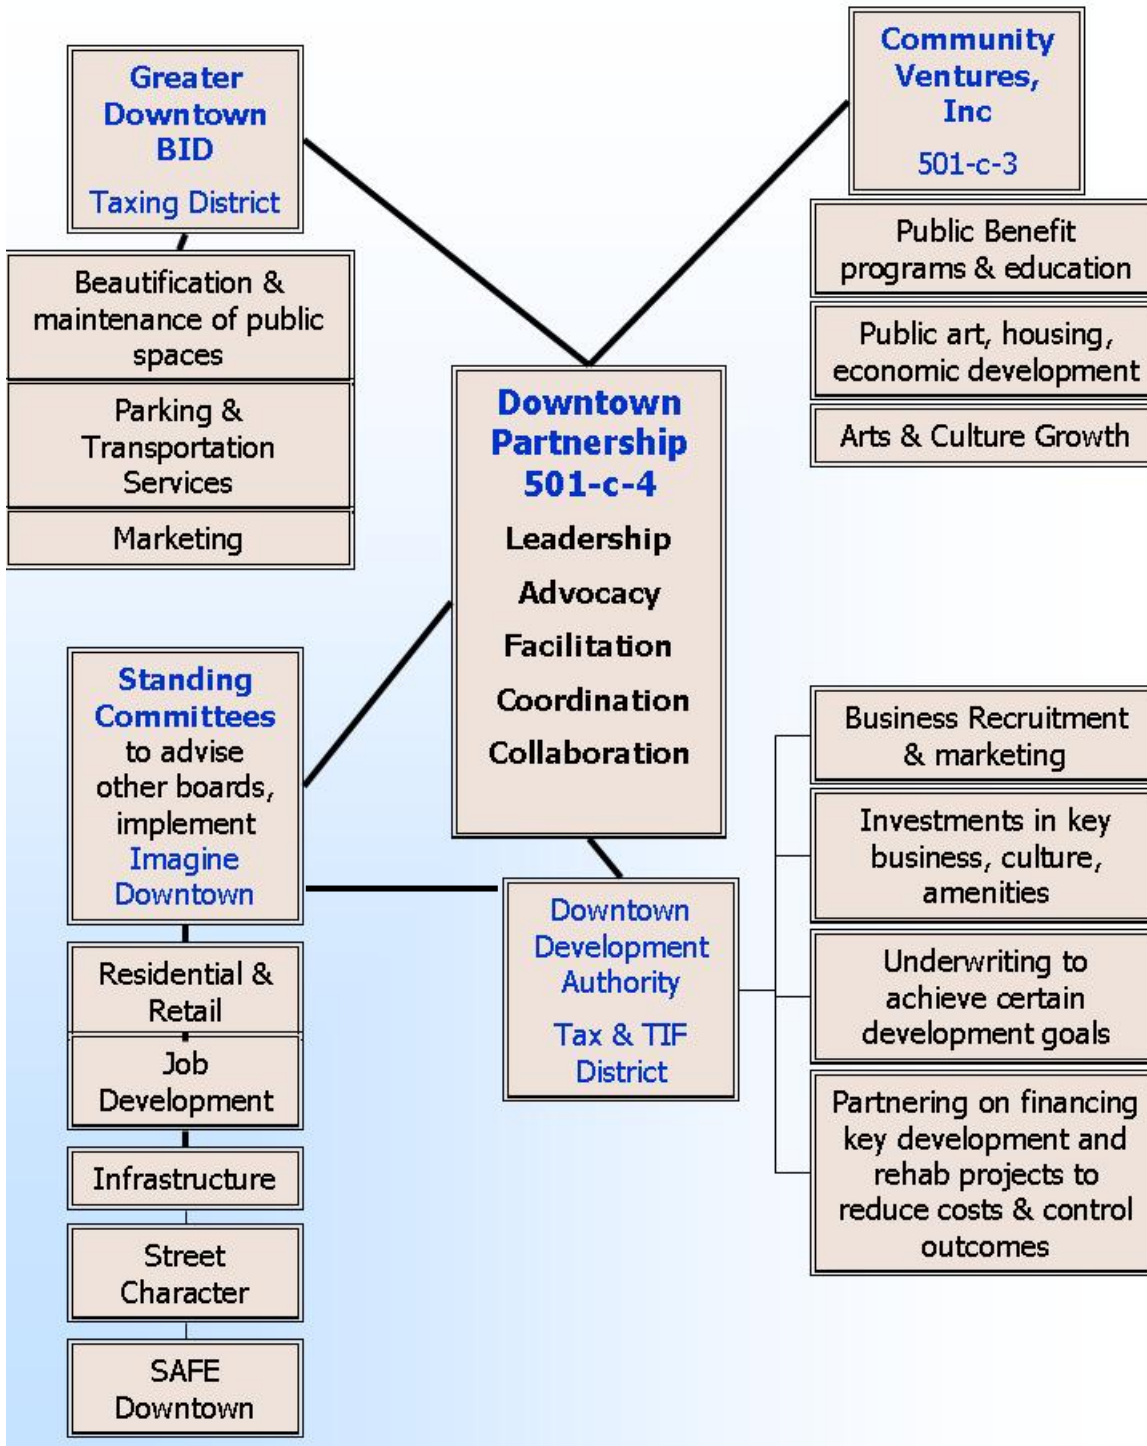 Greater
Downtown
BID
Taxing District
Beautification &
maintenance of public
spaces
Parking &
Transportation
Services
Marketing
Community
Ventures,
Inc
501-c-3
Public Benefit
programs & education
Public art, housing,
economic development
Arts & Culture Growth
Downtown
Partnership
501-c-4
Leadership
Advocacy
Facilitation
Coordination
Collaboration
Standing
Committees
to advise
other boards,
implement
Imagine
Downtown
Residential &
Retail
Job
Development
Infrastructure
Street
Character
SAFE
Downtown
Downtown
Development
Authority
Tax & TIF
District
Business Recruitment
& marketing
Investments in key
business, culture,
amenities
Underwriting to
achieve certain
development goals
Partnering on financing
key development and
rehab projects to
reduce costs & control
outcomes